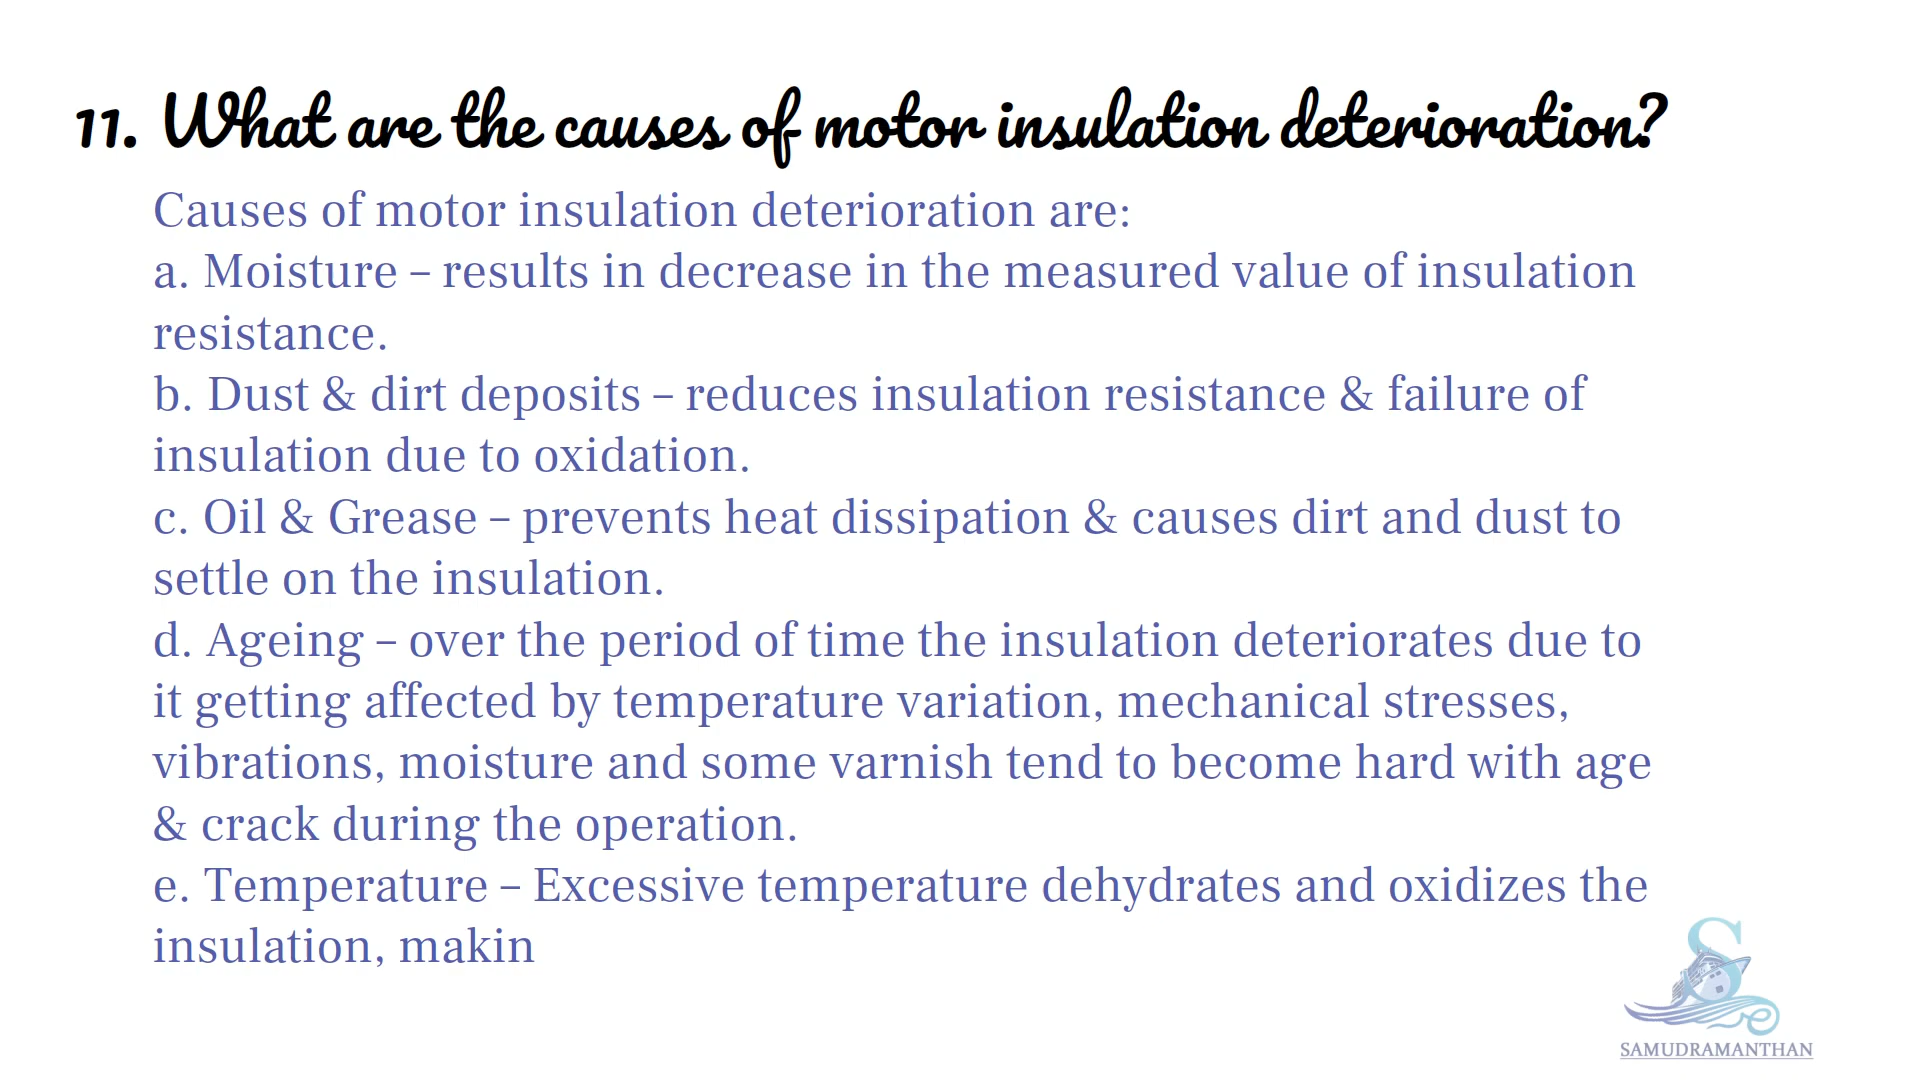 11. What are the causes of motor insulation deterioration?
Causes of motor insulation deterioration are:
a. Moisture – results in decrease in the measured value of insulation
resistance.
b. Dust & dirt deposits – reduces insulation resistance & failure of
insulation due to oxidation.
c. Oil & Grease – prevents heat dissipation & causes dirt and dust to
settle on the insulation.
d. Ageing – over the period of time the insulation deteriorates due to
it getting affected by temperature variation, mechanical stresses,
vibrations, moisture and some varnish tend to become hard with age
& crack during the operation.
e. Temperature – Excessive temperature dehydrates and oxidizes the
insulation, makin
S
SAMUDRAMANTHAN